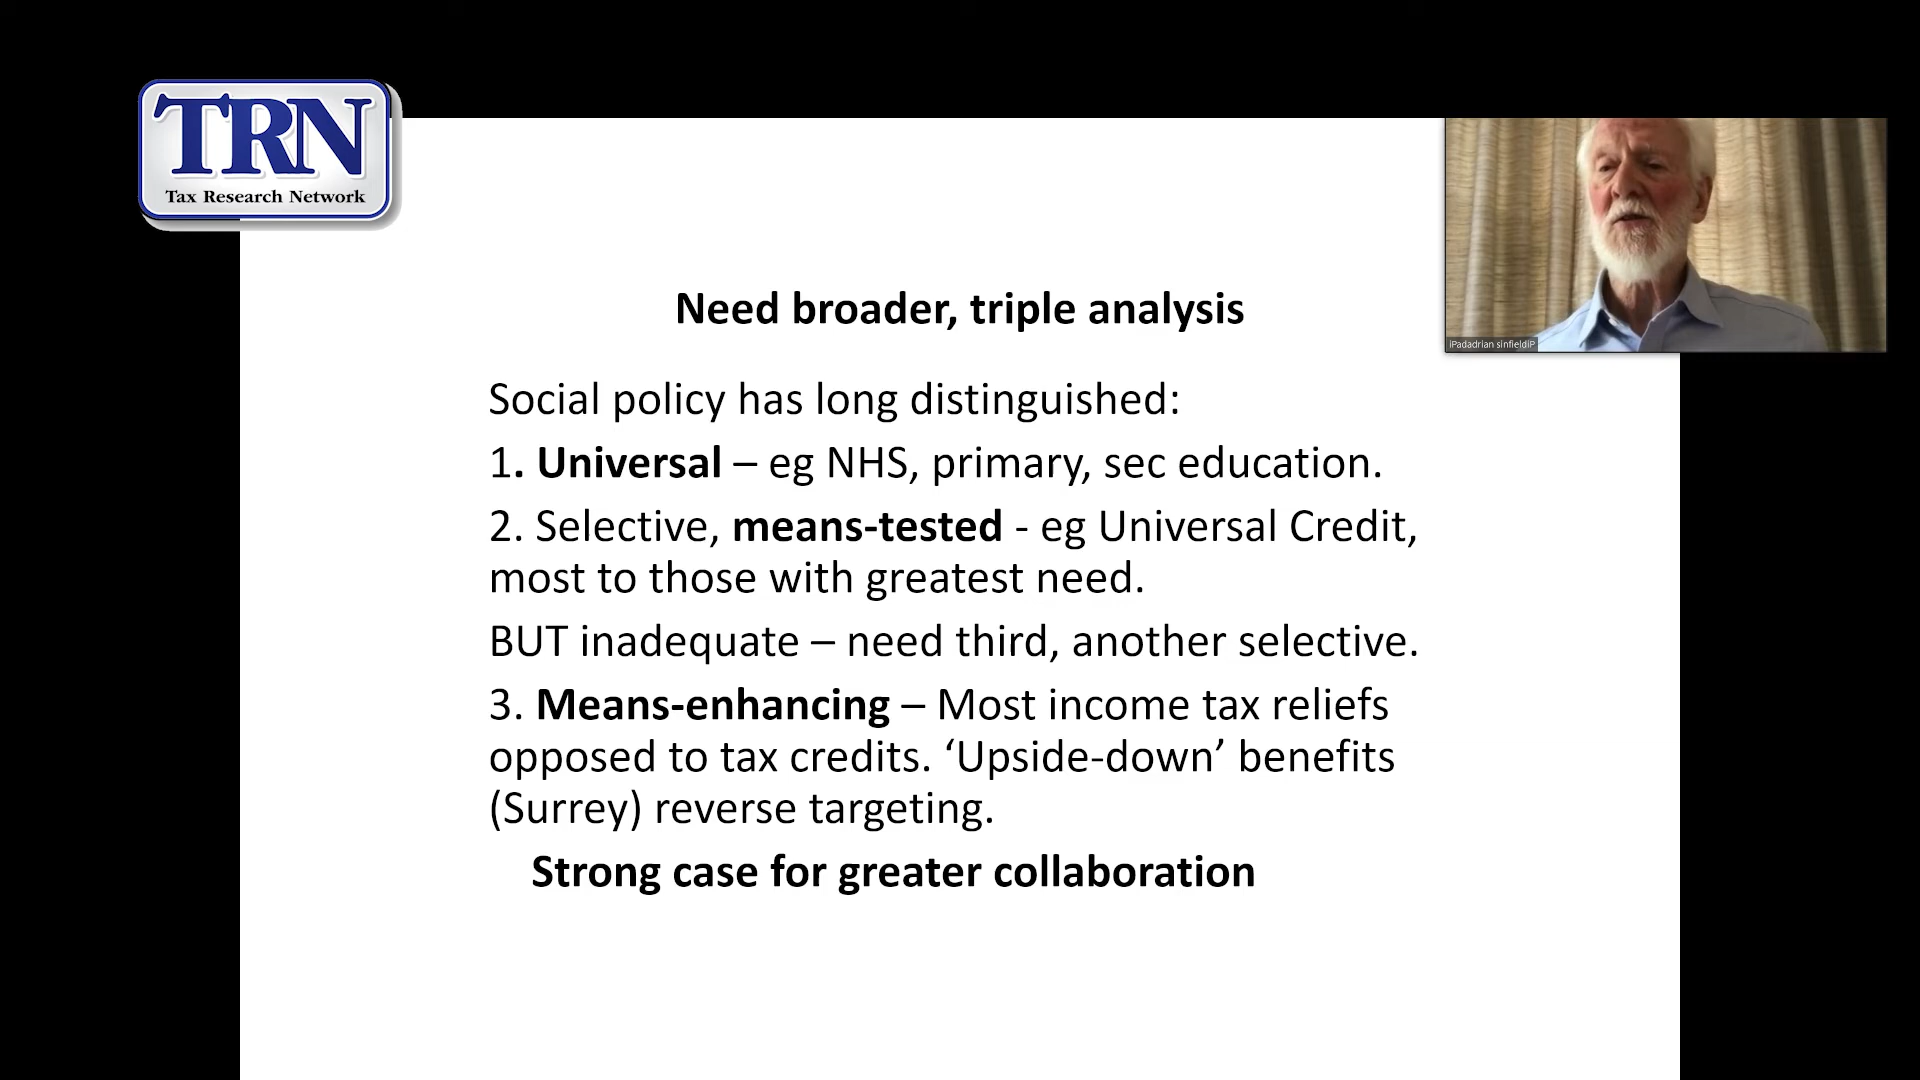 TRN
Tax Research Network
iPadadrian sinfieldiP
Need broader, triple analysis
Social policy has long distinguished:
1. Universal – eg NHS, primary, sec education.
2. Selective, means-tested - eg Universal Credit,
most to those with greatest need.
BUT inadequate – need third, another selective.
3. Means-enhancing – Most income tax reliefs
opposed to tax credits. ‘Upside-down’ benefits
(Surrey) reverse targeting.
Strong case for greater collaboration